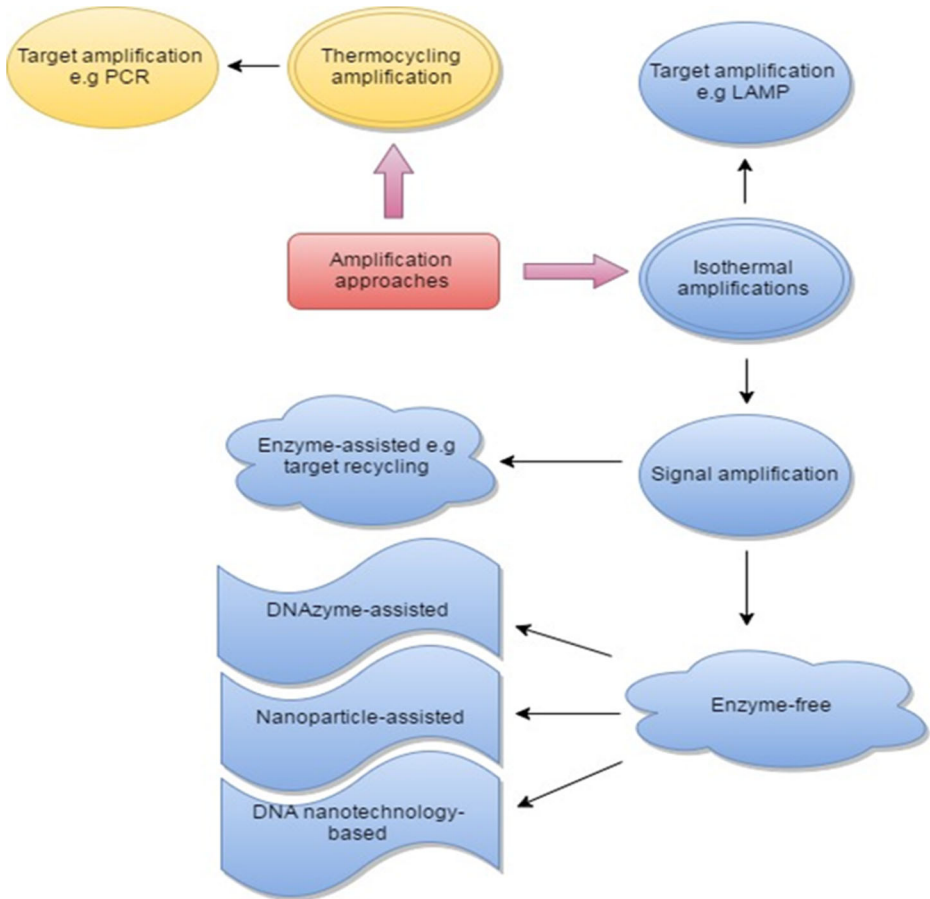 Target amplification
e.g PCR
Thermocycling
amplification
Target amplification
e.g LAMP
Amplification
approaches
Isothermal
amplifications
Enzyme-assisted e.g
target recycling
Signal amplification
DNAzyme-assisted
Nanoparticle-assisted
Enzyme-free
DNA nanotechnology-
based